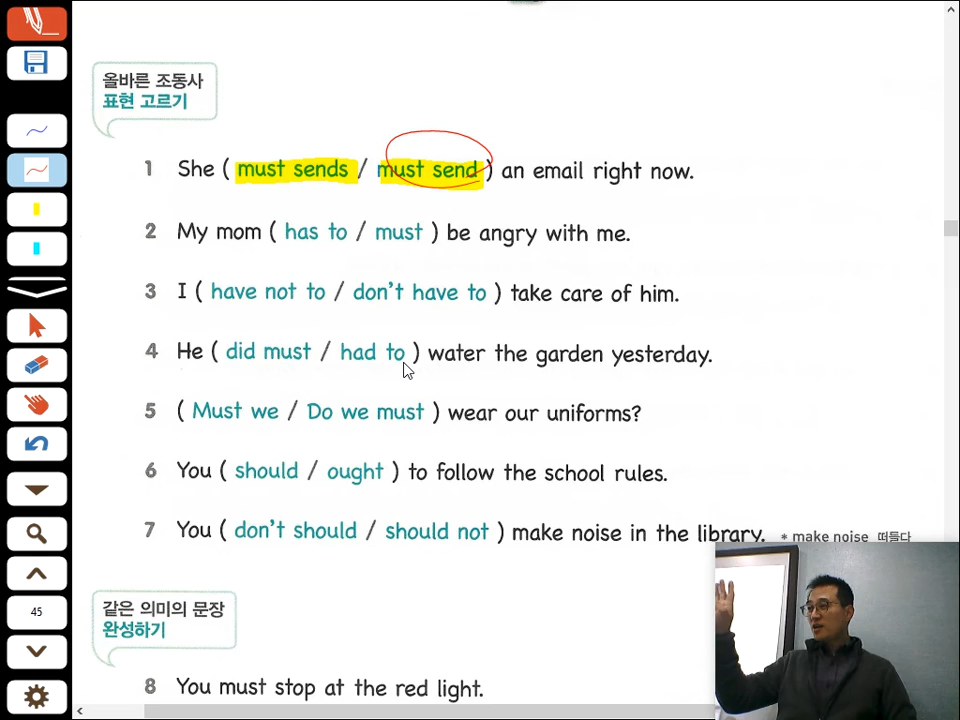 올바른 조동사
표현 고르기
1 She ( must sends / must send ) an email right now.
2 My mom ( has to / must ) be angry with me.
3 I ( have not to / don't have to ) take care of him.
4 He ( did must / had to ) water the garden yesterday.
5 ( Must we / Do we must ) wear our uniforms?
6 You ( should / ought ) to follow the school rules.
7 You ( don't should / should not ) make noise in the library. * make noise 떠들다
45
같은 의미의 문장
완성하기
8 You must stop at the red light.